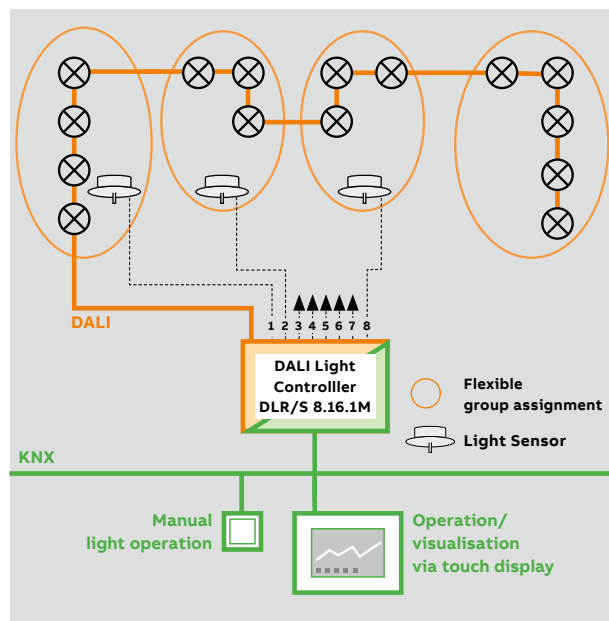 DALI
1 2 3 4 5 6 7 8
DALI Light
Controlller
DLR/S 8.16.1M
Flexible
group assignment
Light Sensor
KNX
Manual
light operation
Operation/
visualisation
via touch display